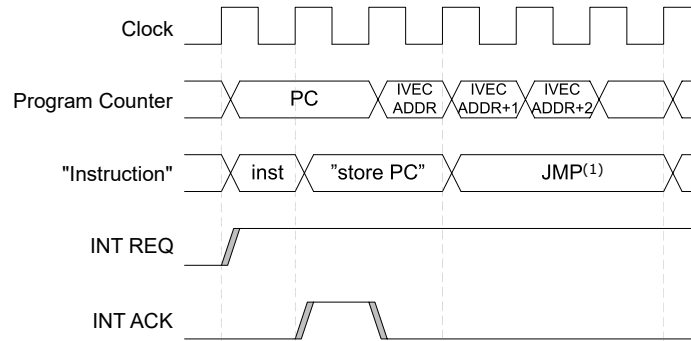 Clock
Program Counter
PC
IVEC
ADDR
IVEC
ADDR+1
IVEC
ADDR+2
"Instruction"
inst
”store PC”
JMP(1)
INT REQ
INT ACK